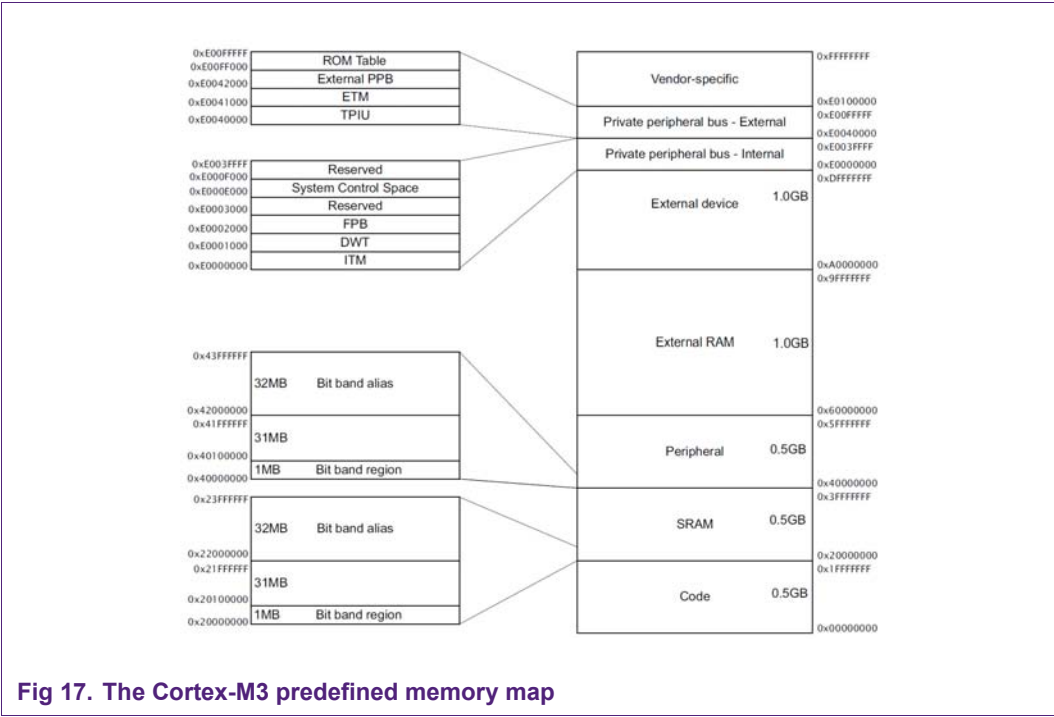 0xE00FFFFF
ROM Table
0xE00FF000
External PPB
0xE0042000
ETM
0xE0041000
TPIU
0xE0040000
0xE003FFFF
Reserved
0xE000F000
System Control Space
0xE000E000
Reserved
0xE0003000
FPB
0xE0002000
DWT
0xE0001000
ITM
0xE0000000
0x43FFFFFF
32MB Bit band alias
0x42000000
0x41FFFFFF
31MB
0x40100000
1MB Bit band region
0x40000000
0x23FFFFFF
32MB Bit band alias
0x22000000
0x21FFFFFF
31MB
0x20100000
1MB Bit band region
0x20000000
0xFFFFFFFF
Vendor-specific
0xE0100000
0xE00FFFFF
Private peripheral bus - External
0xE0040000
0xE003FFFF
Private peripheral bus - Internal
0xE0000000
0xDFFFFFFF
External device 1.0GB
0xA0000000
0x9FFFFFFF
External RAM 1.0GB
0x60000000
0x5FFFFFFF
Peripheral 0.5GB
0x40000000
0x3FFFFFFF
SRAM 0.5GB
0x20000000
0x1FFFFFFF
Code 0.5GB
0x00000000
Fig 17. The Cortex-M3 predefined memory map